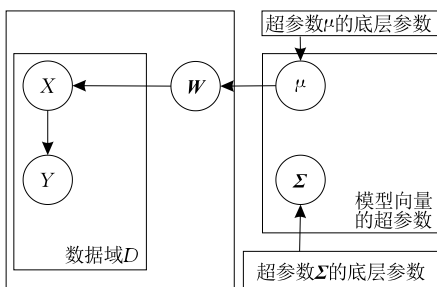 超参数μ的底层参数
X
W
μ
Y
Σ
模型向量
的超参数
数据域D
超参数Σ的底层参数